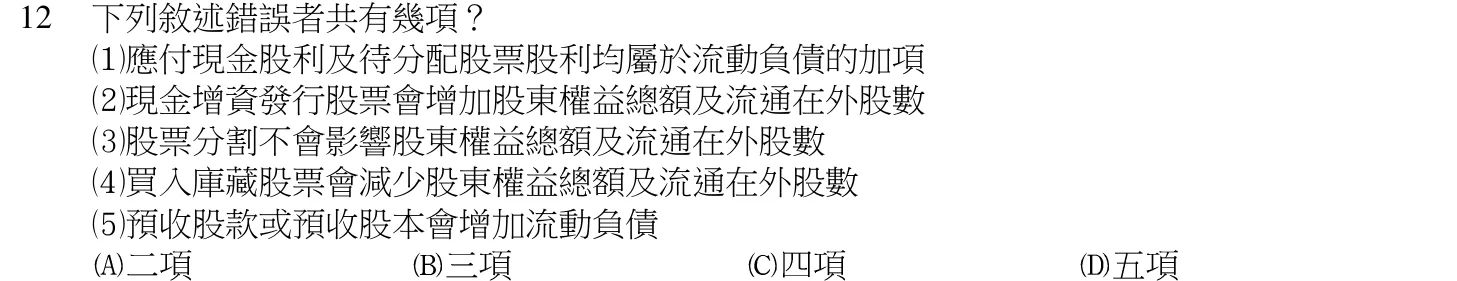 12 下列敘述錯誤者共有幾項？
⑴應付現金股利及待分配股票股利均屬於流動負債的加項
⑵現金增資發行股票會增加股東權益總額及流通在外股數
⑶股票分割不會影響股東權益總額及流通在外股數
⑷買入庫藏股票會減少股東權益總額及流通在外股數
⑸預收股款或預收股本會增加流動負債
(A)二項 (B)三項 (C)四項 (D)五項